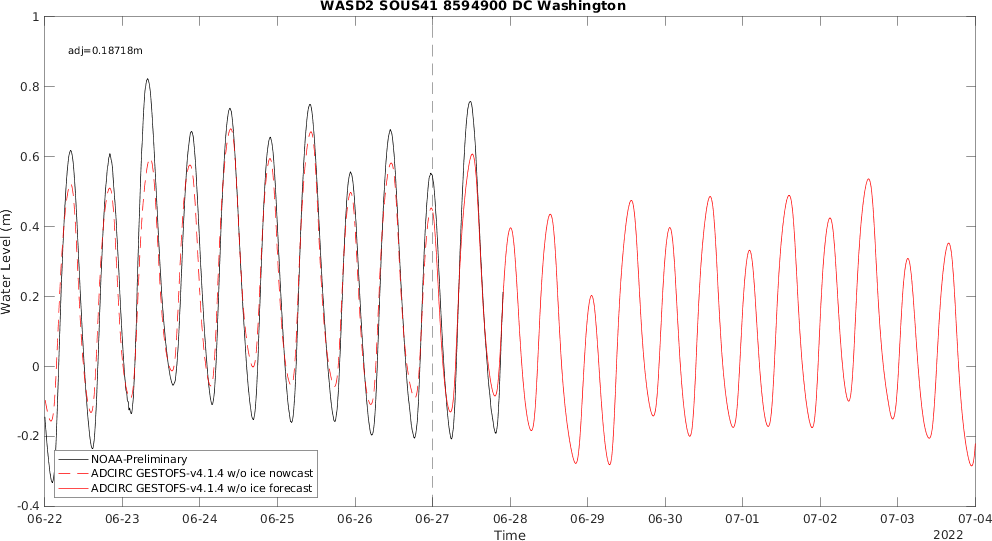 WASD2 SOUS41 8594900 DC Washington
adj=0.18718m
Water Level (m)
1
0.8
0.6
0.4
0.2
0
-0.2
-0.4
NOAA-Preliminary
ADCIRC GESTOFS-v4.1.4 w/o ice nowcast
ADCIRC GESTOFS-v4.1.4 w/o ice forecast
06-22 06-23 06-24 06-25 06-26 06-27 06-28 06-29 06-30 07-01 07-02 07-03 07-04
Time
2022